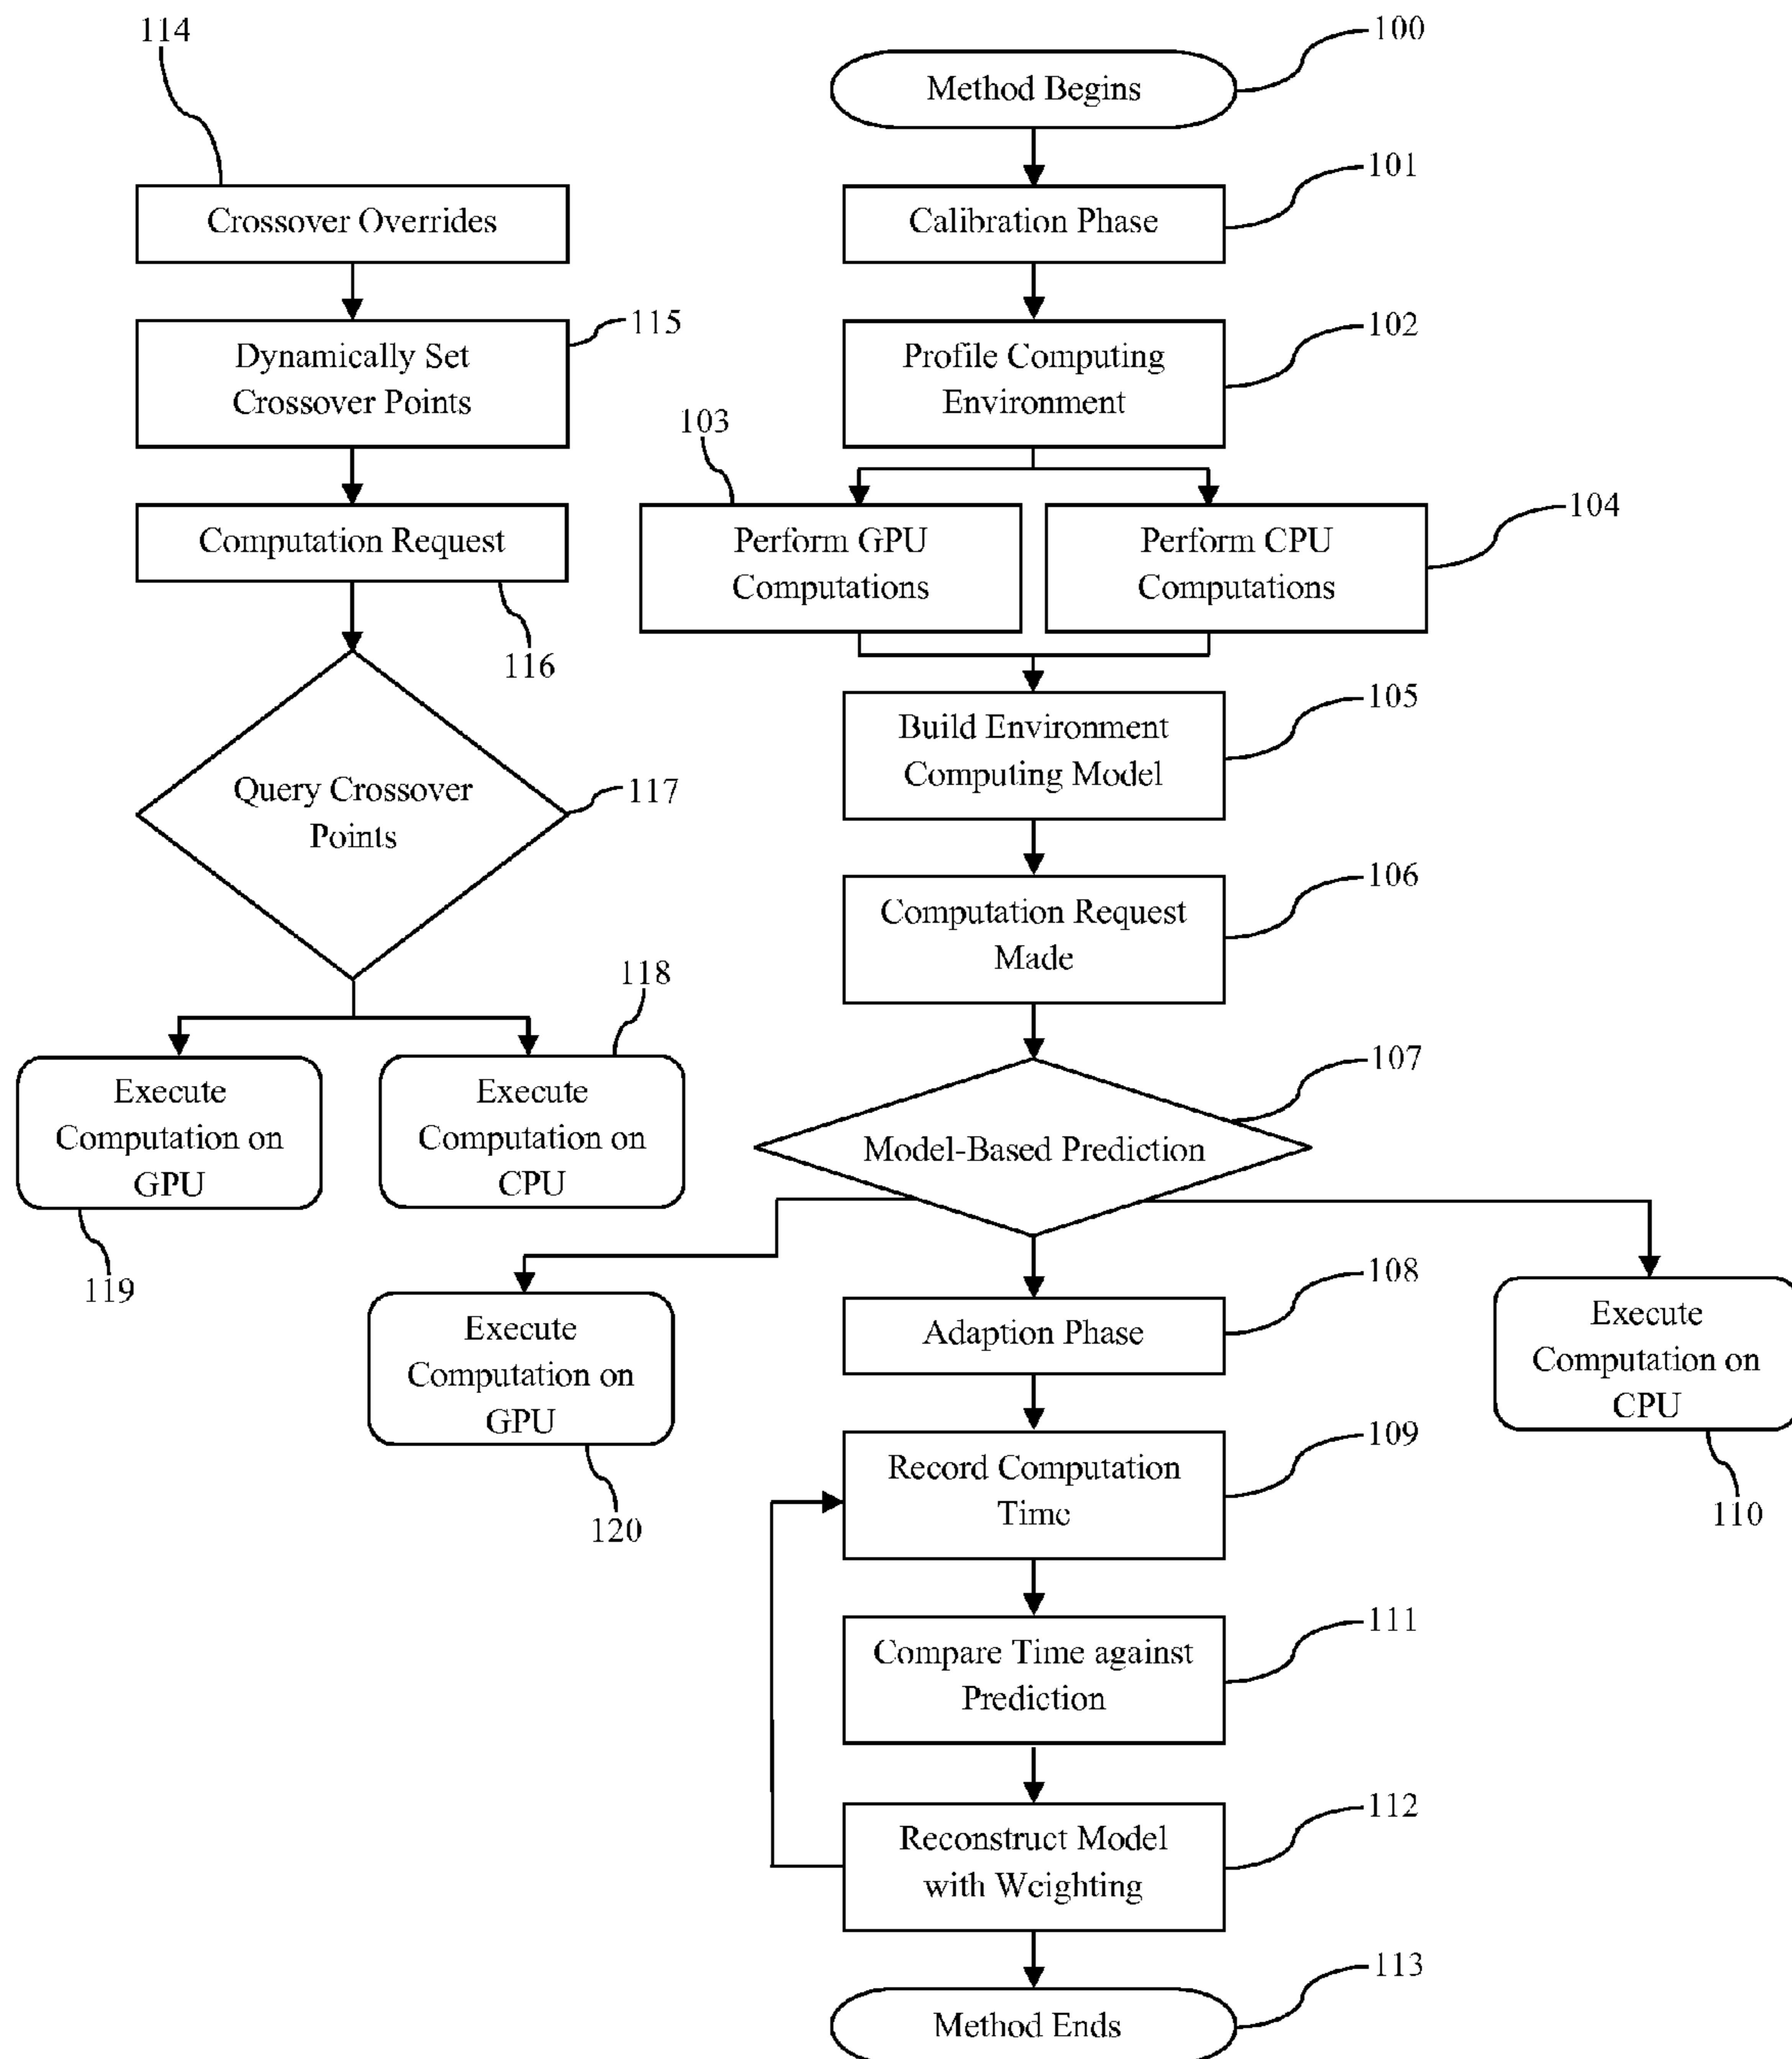 114
100
Method Begins
101
Crossover Overrides
Calibration Phase
115
102
Dynamically Set
Crossover Points
Profile Computing
Environment
103
104
Computation Request
Perform GPU
Computations
Perform CPU
Computations
116
105
Build Environment
Computing Model
Query Crossover
Points
117
106
Computation Request
Made
118
107
Execute
Computation on
GPU
Execute
Computation on
CPU
Model-Based Prediction
119
108
Execute
Computation on
GPU
Adaption Phase
Execute
Computation on
CPU
109
Record Computation
Time
120
110
111
Compare Time against
Prediction
112
Reconstruct Model
with Weighting
113
Method Ends